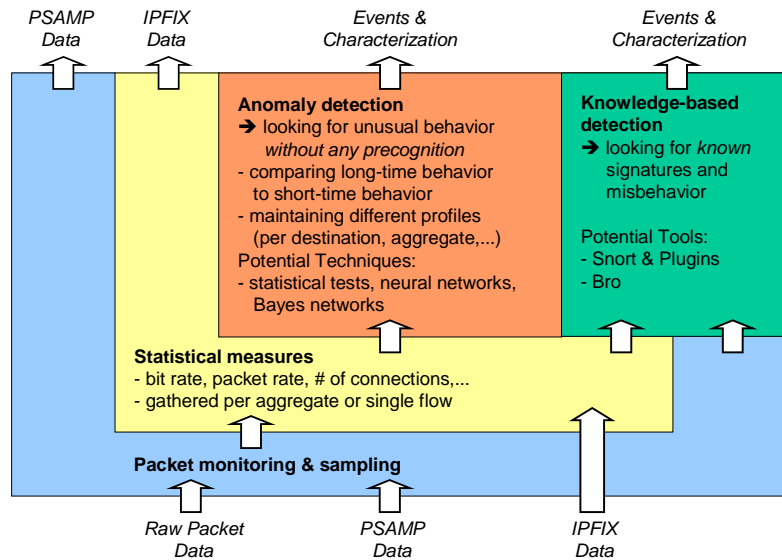 PSAMP
Data
IPFIX
Data
Events &
Characterization
Events &
Characterization
Anomaly detection
➔ looking for unusual behavior
without any precognition
- comparing long-time behavior
to short-time behavior
- maintaining different profiles
(per destination, aggregate,...)
Potential Techniques:
- statistical tests, neural networks,
Bayes networks
Knowledge-based
detection
➔ looking for known
signatures and
misbehavior
Potential Tools:
- Snort & Plugins
- Bro
Statistical measures
- bit rate, packet rate, # of connections,...
- gathered per aggregate or single flow
Packet monitoring & sampling
Raw Packet
Data
PSAMP
Data
IPFIX
Data